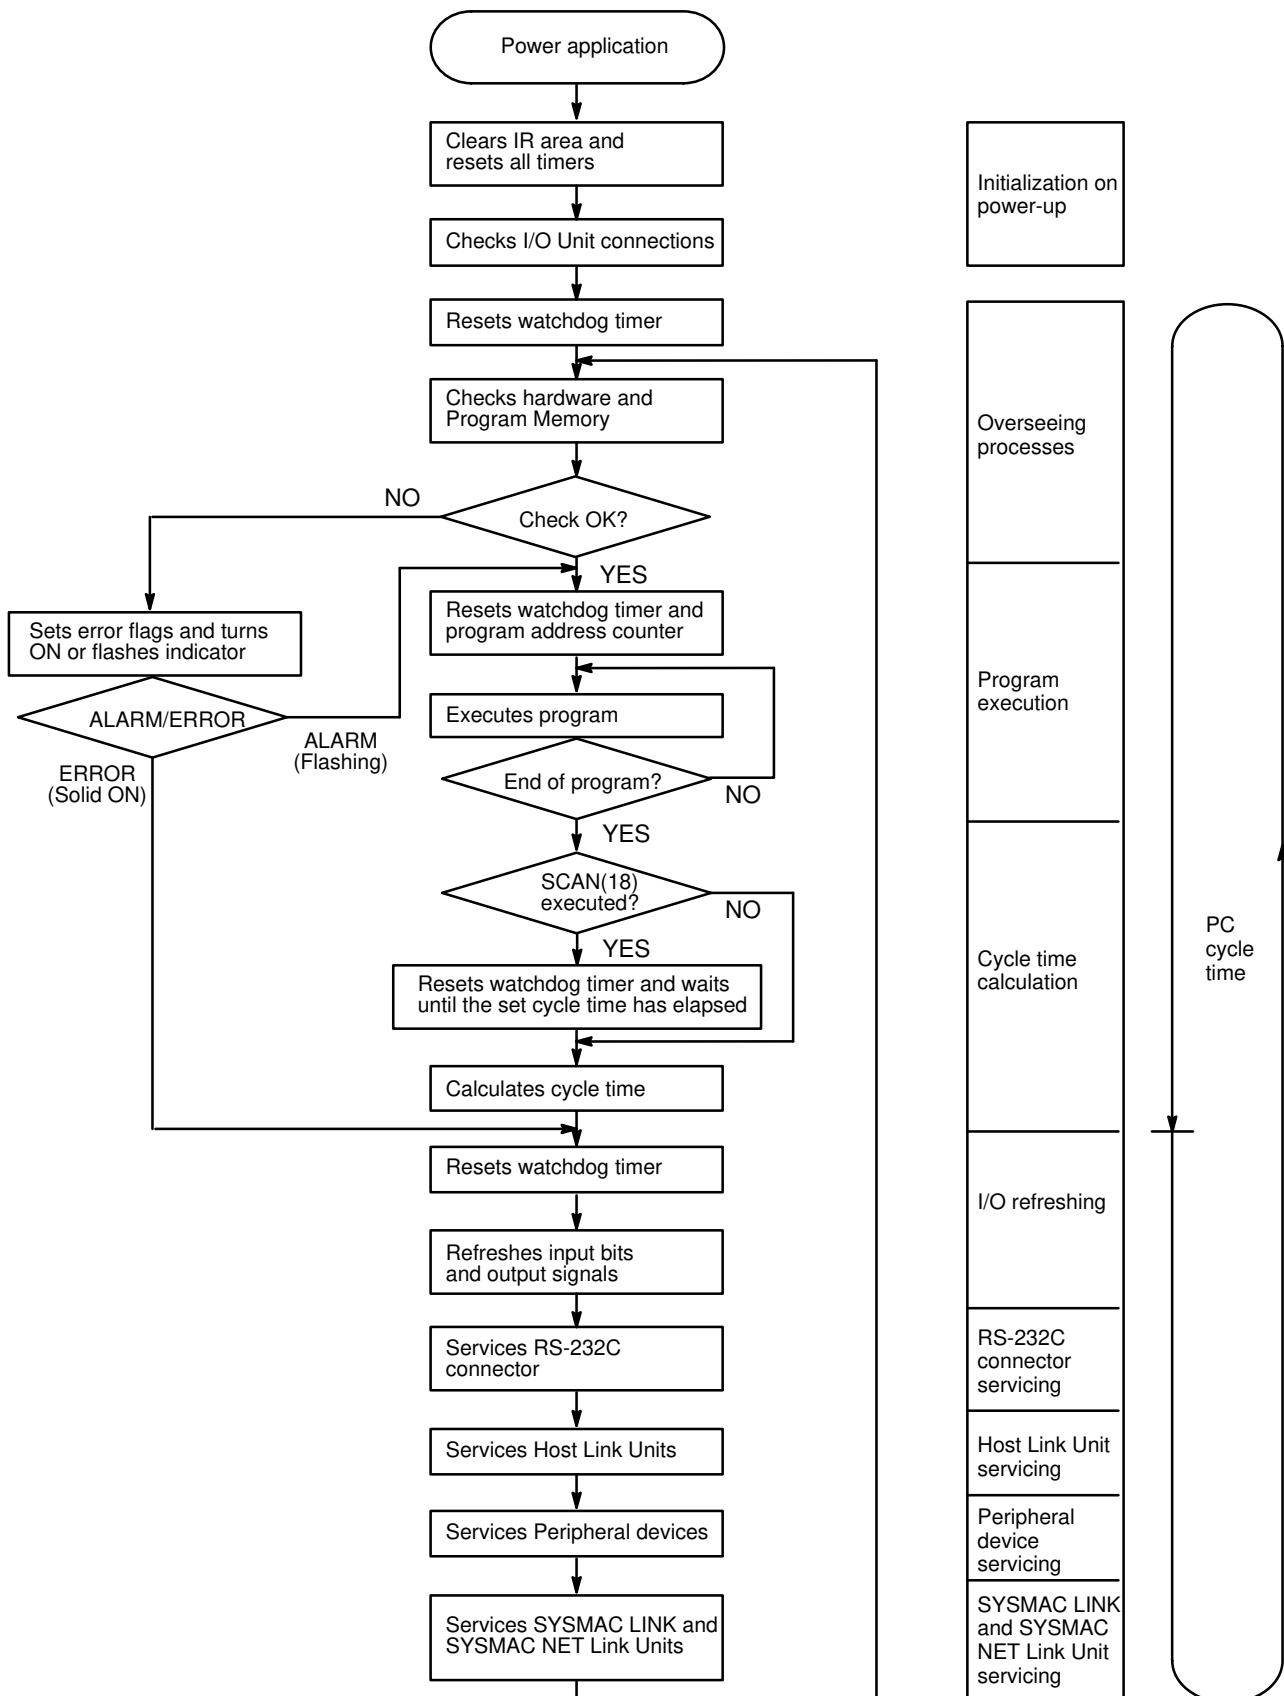 Power application
Clears IR area and
resets all timers
Initialization on
power-up
Checks I/O Unit connections
Resets watchdog timer
Checks hardware and
Program Memory
Overseeing
processes
NO
Check OK?
YES
Sets error flags and turns
ON or flashes indicator
Resets watchdog timer and
program address counter
Program
execution
ALARM/ERROR
ALARM
(Flashing)
ERROR
(Solid ON)
Executes program
End of program?
NO
YES
SCAN(18)
executed?
NO
YES
Resets watchdog timer and waits
until the set cycle time has elapsed
Cycle time
calculation
PC
cycle
time
Calculates cycle time
Resets watchdog timer
I/O refreshing
Refreshes input bits
and output signals
Services RS-232C
connector
RS-232C
connector
servicing
Services Host Link Units
Host Link Unit
servicing
Services Peripheral devices
Peripheral
device
servicing
Services SYSMAC LINK and
SYSMAC NET Link Units
SYSMAC LINK
and SYSMAC
NET Link Unit
servicing